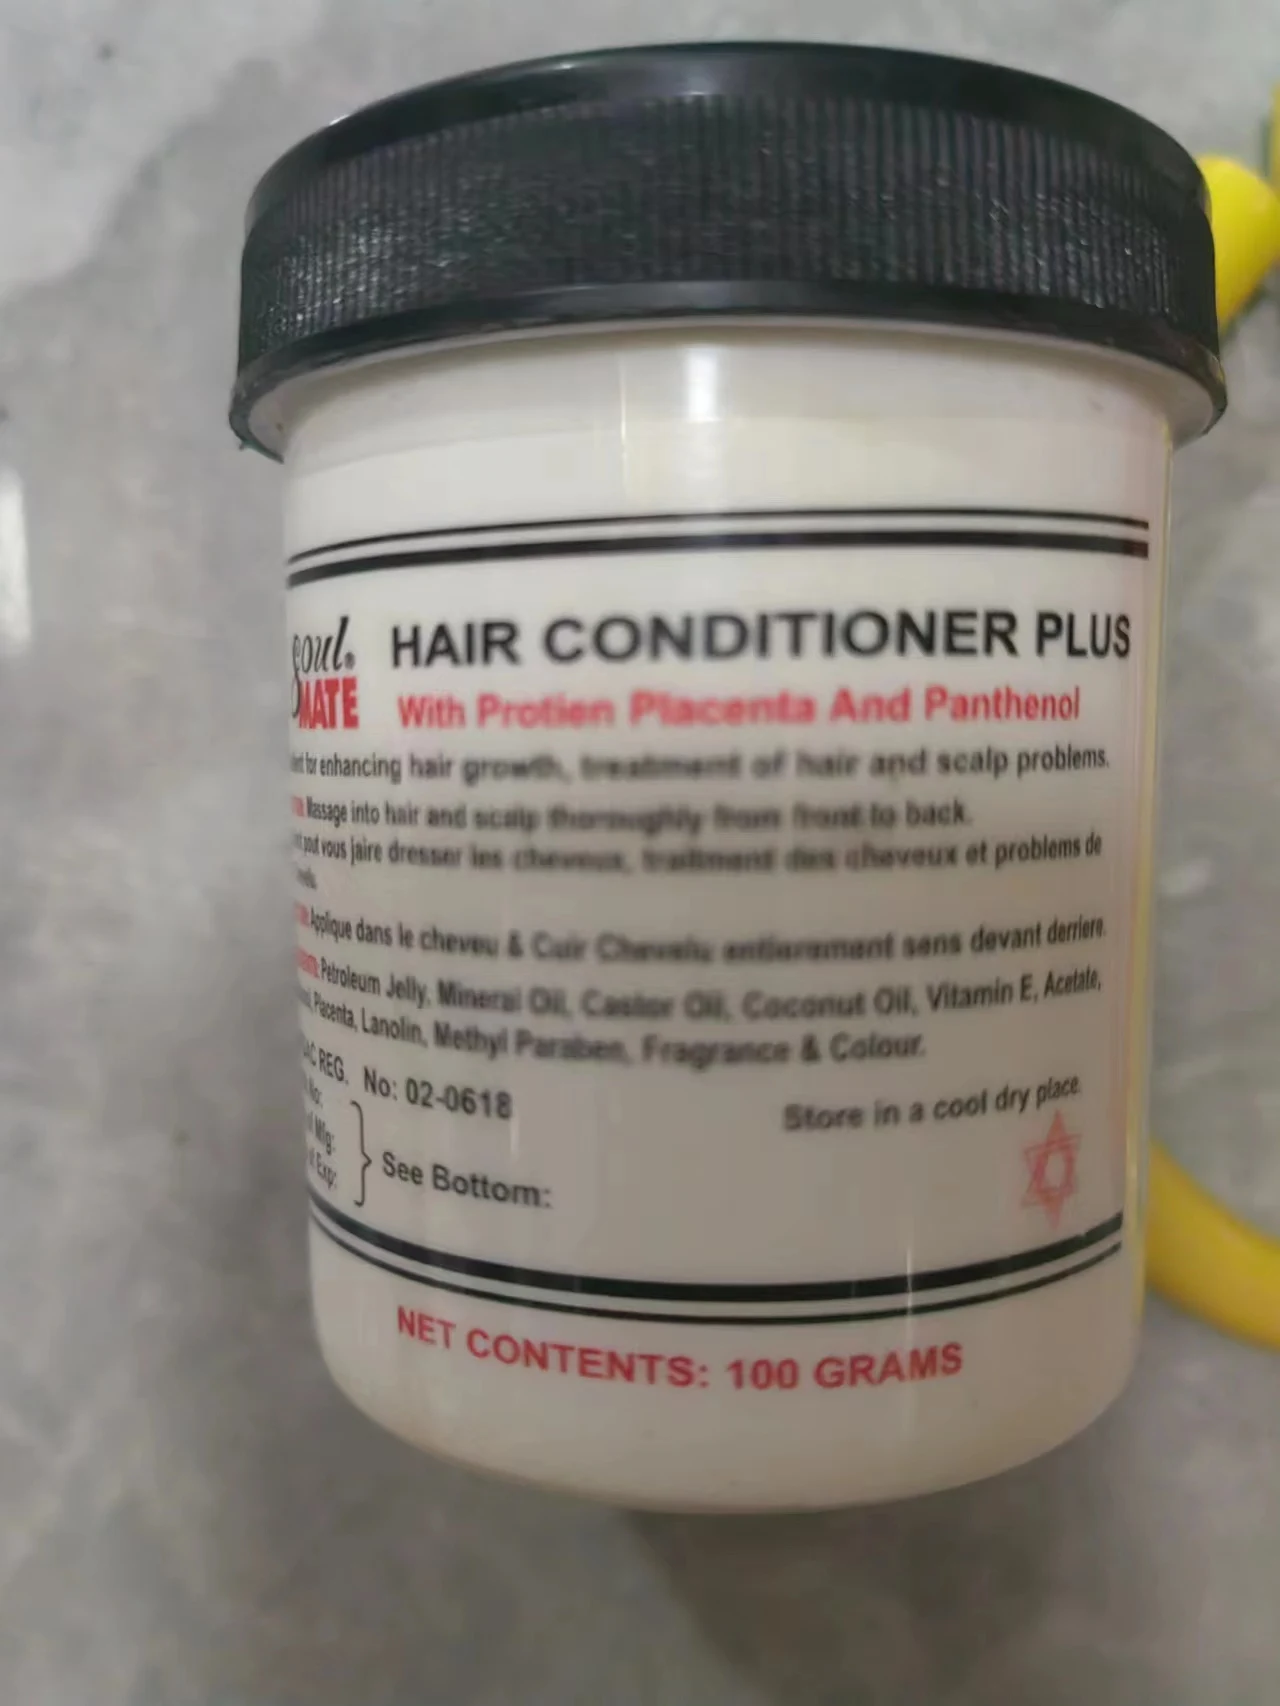 Soul®
MATE
HAIR CONDITIONER PLUS
With Protien Placenta And Panthenol
for enhancing hair growth, treatment of hair and scalp problems.
Massage into hair and scalp thoroughly from front to back.
vous jaire dresser les cheveux, traitment des cheveux et problems de
Applique dans le cheveu & Cuir Chevelu entierement sens devant derriere.
Petroleum Jelly, Mineral Oil, Castor Oil, Coconut Oil, Vitamin E, Acetate,
Placenta, Lanolin, Methyl Paraben, Fragrance & Colour.
REG. No: 02-0618
No:
Mfg:
Exp:
See Bottom:
Store in a cool dry place.
NET CONTENTS: 100 GRAMS